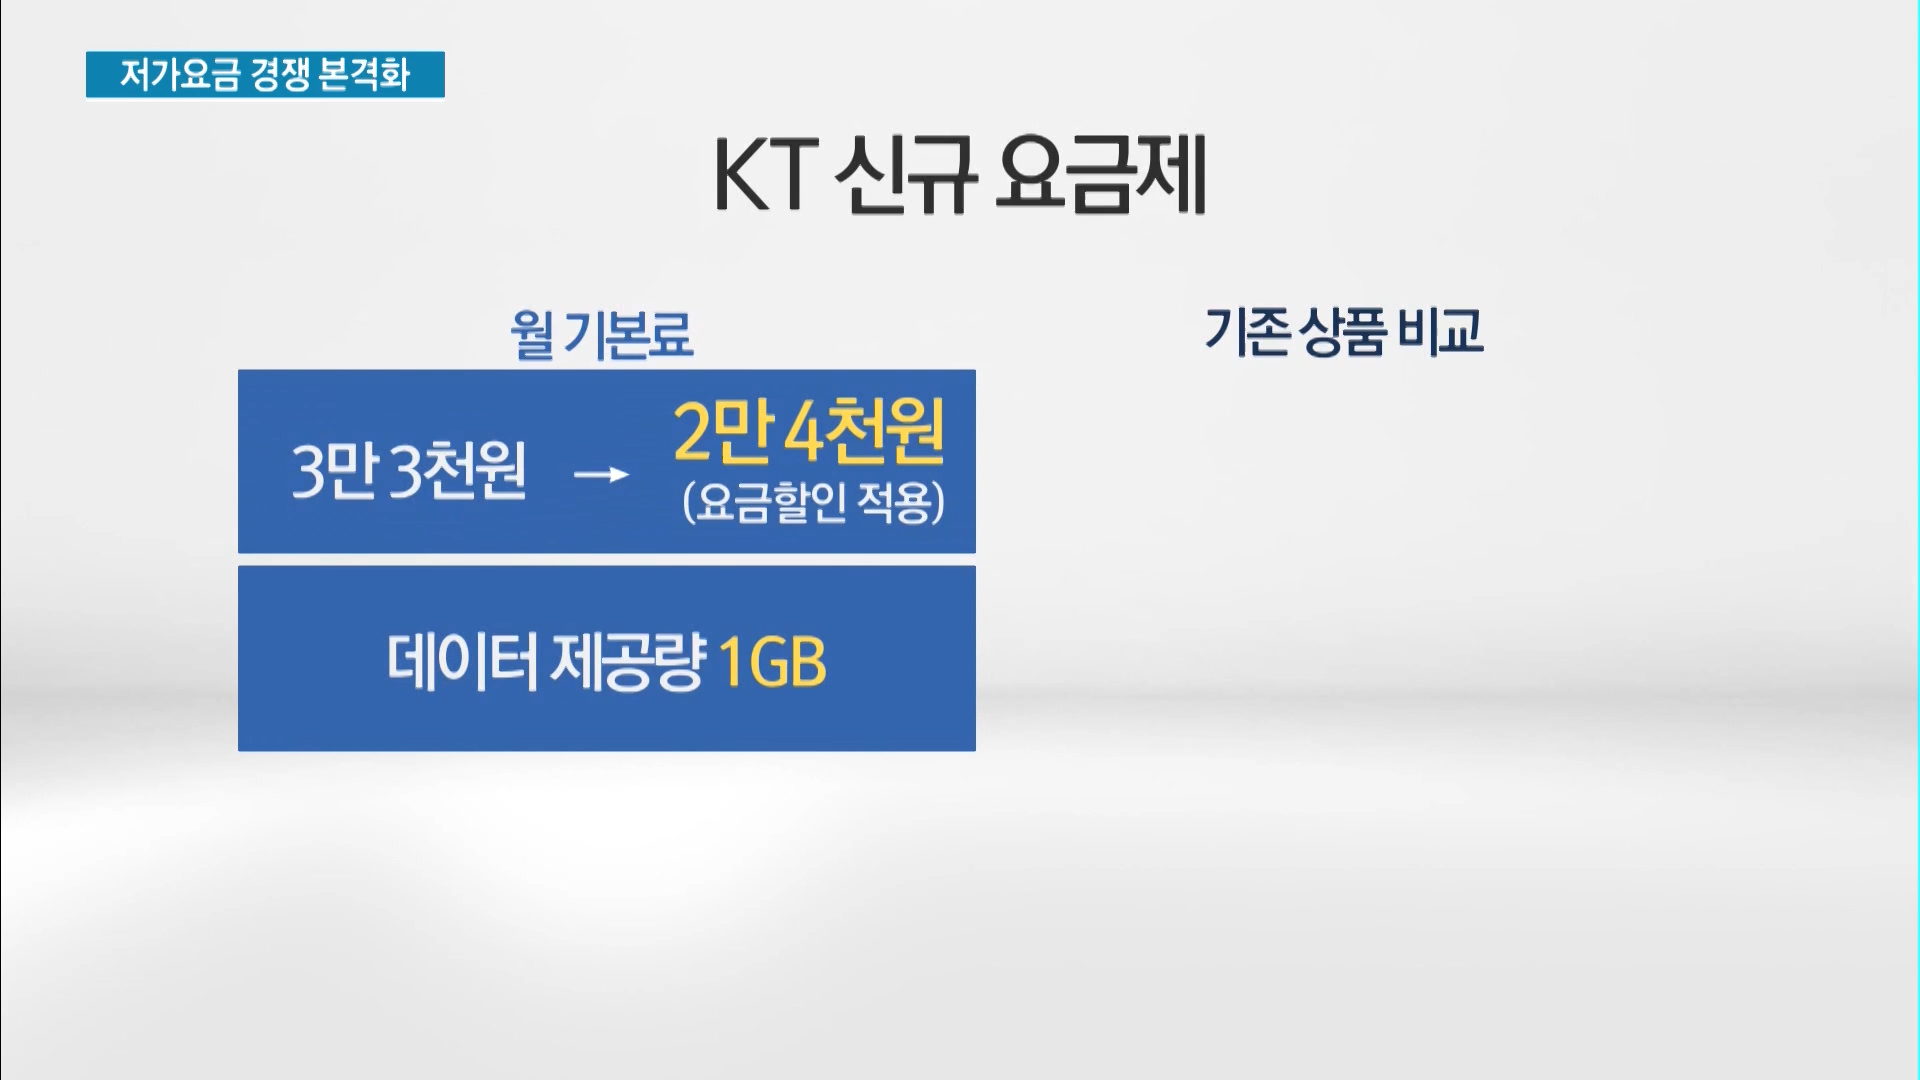 저가요금 경쟁 본격화
KT 신규 요금제
월 기본료
기존 상품 비교
3만 3천원 → 2만 4천원
(요금할인 적용)
데이터 제공량 1GB